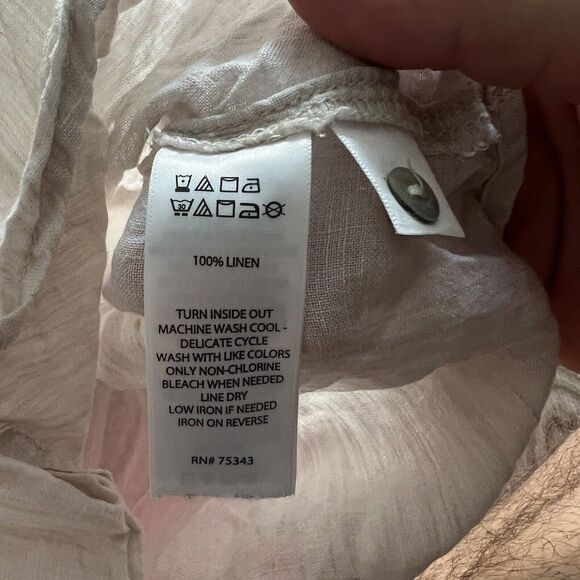 30
100% LINEN
TURN INSIDE OUT
MACHINE WASH COOL -
DELICATE CYCLE
WASH WITH LIKE COLORS
ONLY NON-CHLORINE
BLEACH WHEN NEEDED
LINE DRY
LOW IRON IF NEEDED
IRON ON REVERSE
RN# 75343